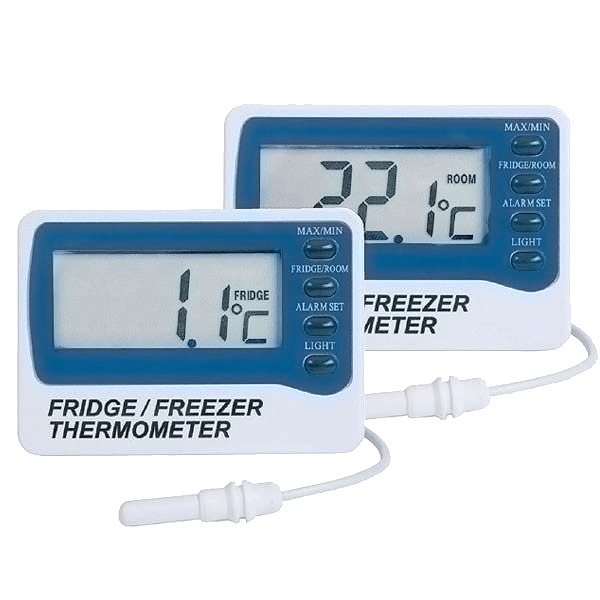 MAX/MIN
22.1°C
ROOM
FRIDGE/ROOM
ALARM SET
LIGHT
FREEZER
METER
MAX/MIN
1.1°C
FRIDGE
FRIDGE/ROOM
ALARM SET
LIGHT
FRIDGE / FREEZER
THERMOMETER